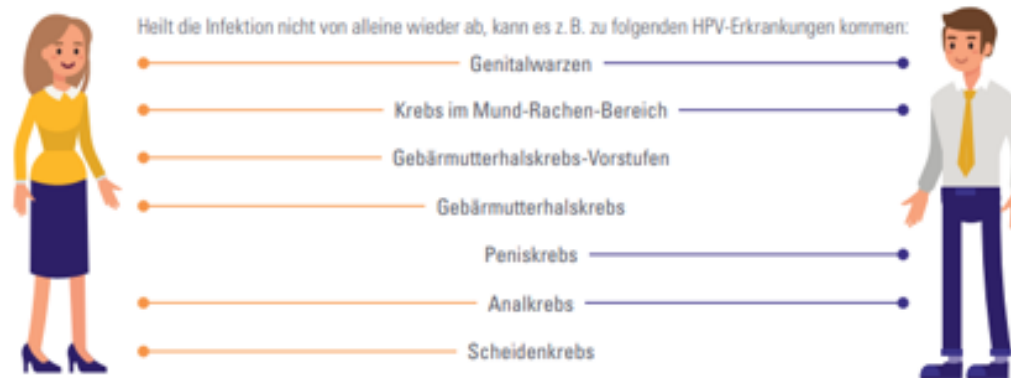 Heilt die Infektion nicht von alleine wieder ab, kann es z. B. zu folgenden HPV-Erkrankungen kommen:
Genitalwarzen
Krebs im Mund-Rachen-Bereich
Gebärmutterhalskrebs-Vorstufen
Gebärmutterhalskrebs
Peniskrebs
Analkrebs
Scheidenkrebs